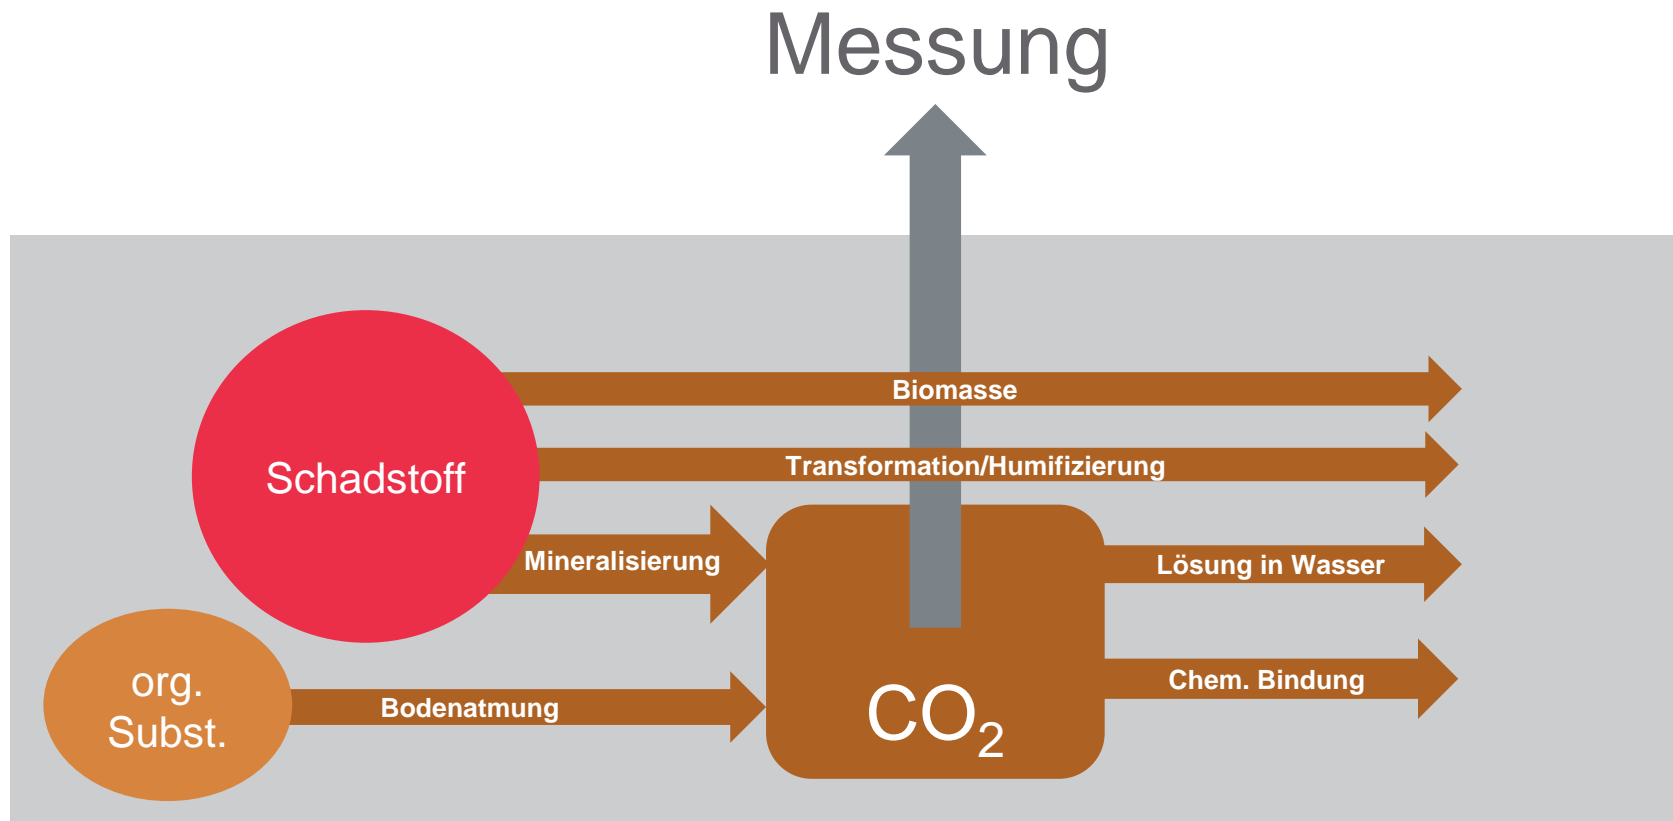 Messung
Biomasse
Transformation/Humifizierung
Schadstoff
Mineralisierung
Lösung in Wasser
org.
Subst.
Bodenatmung
CO₂
Chem. Bindung